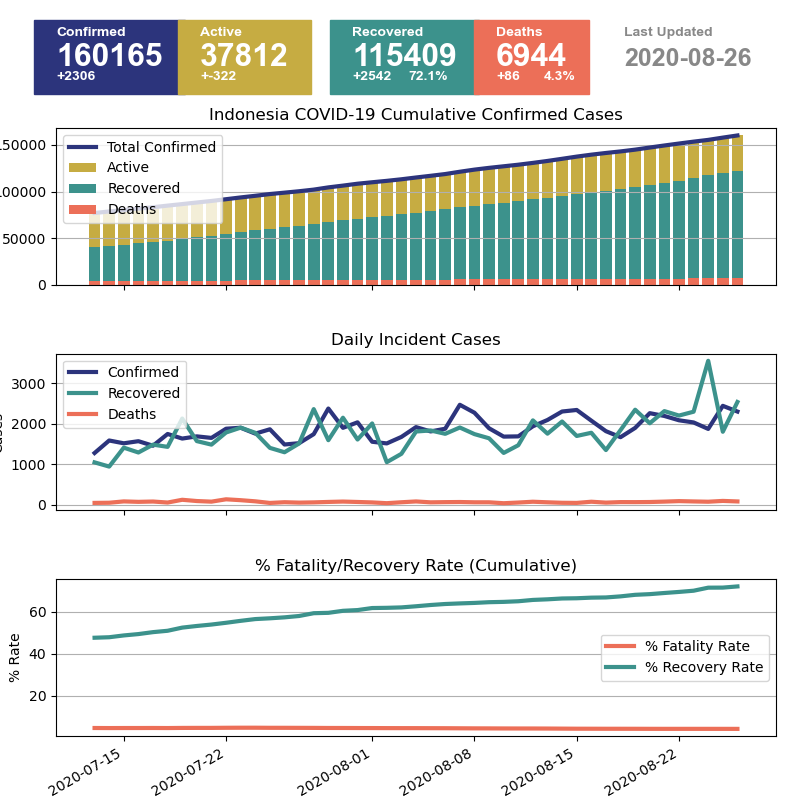 Confirmed
160165
+2306
Active
37812
+-322
Recovered
115409
+2542 72.1%
Deaths
6944
+86 4.3%
Last Updated
2020-08-26
Indonesia COVID-19 Cumulative Confirmed Cases
150000
100000
50000
0
Total Confirmed
Active
Recovered
Deaths
Daily Incident Cases
3000
2000
1000
0
Confirmed
Recovered
Deaths
% Fatality/Recovery Rate (Cumulative)
% Rate
60
40
20
% Fatality Rate
% Recovery Rate
2020-07-15
2020-07-22
2020-08-01
2020-08-08
2020-08-15
2020-08-22